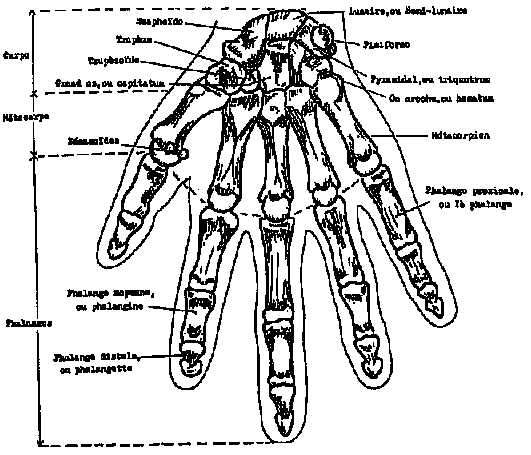 Scaphoïde
Lunaire, ou Semi-lunaire
Trapèze
Pisiforme
Carpe
Trapézoïde
Pyramidal, ou triquetrum
Grand os, ou capitatum
Os crochu, ou hamatum
Métacarpe
Sésamoïdes
Métacarpien
Phalange proximale,
ou 1è phalange
Phalange moyenne,
ou phalangine
Phalanges
Phalange distale,
ou phalangette